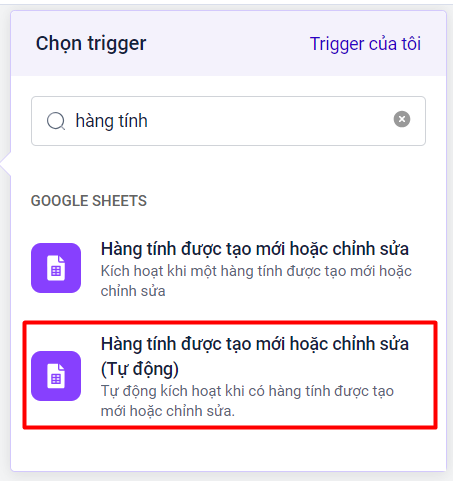 Chọn trigger
Trigger của tôi
hàng tính
GOOGLE SHEETS
Hàng tính được tạo mới hoặc chỉnh sửa
Kích hoạt khi một hàng tính được tạo mới hoặc
chỉnh sửa
Hàng tính được tạo mới hoặc chỉnh sửa
(Tự động)
Tự động kích hoạt khi có hàng tính được tạo
mới hoặc chỉnh sửa.